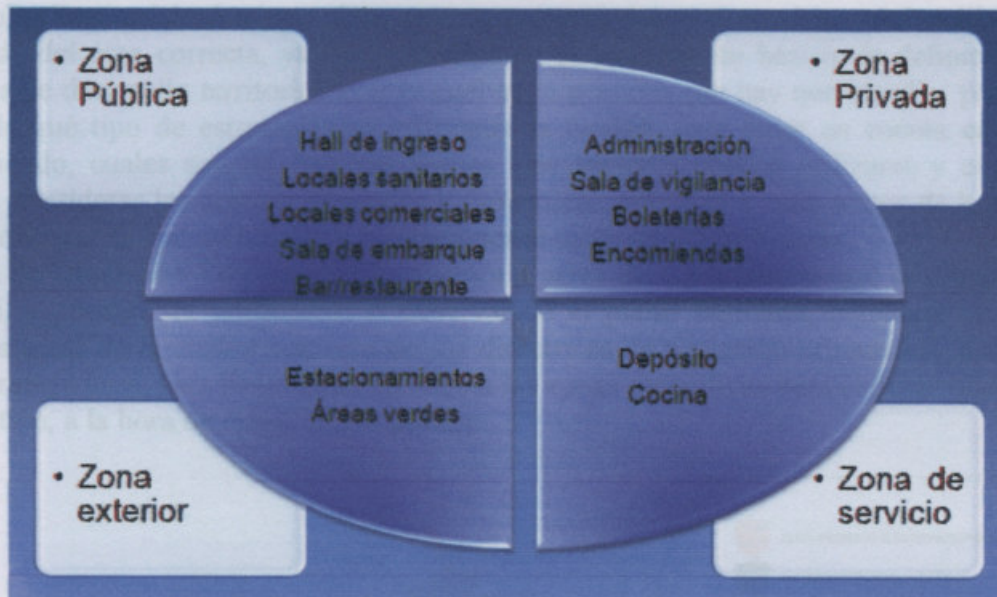 • Zona
Pública
• Zona
Privada
Hall de ingreso
Locales sanitarios
Locales comerciales
Sala de embarque
Bar/restaurante
Administración
Sala de vigilancia
Boleterías
Encomiendas
Estacionamientos
Áreas verdes
Depósito
Cocina
• Zona
exterior
• Zona de
servicio